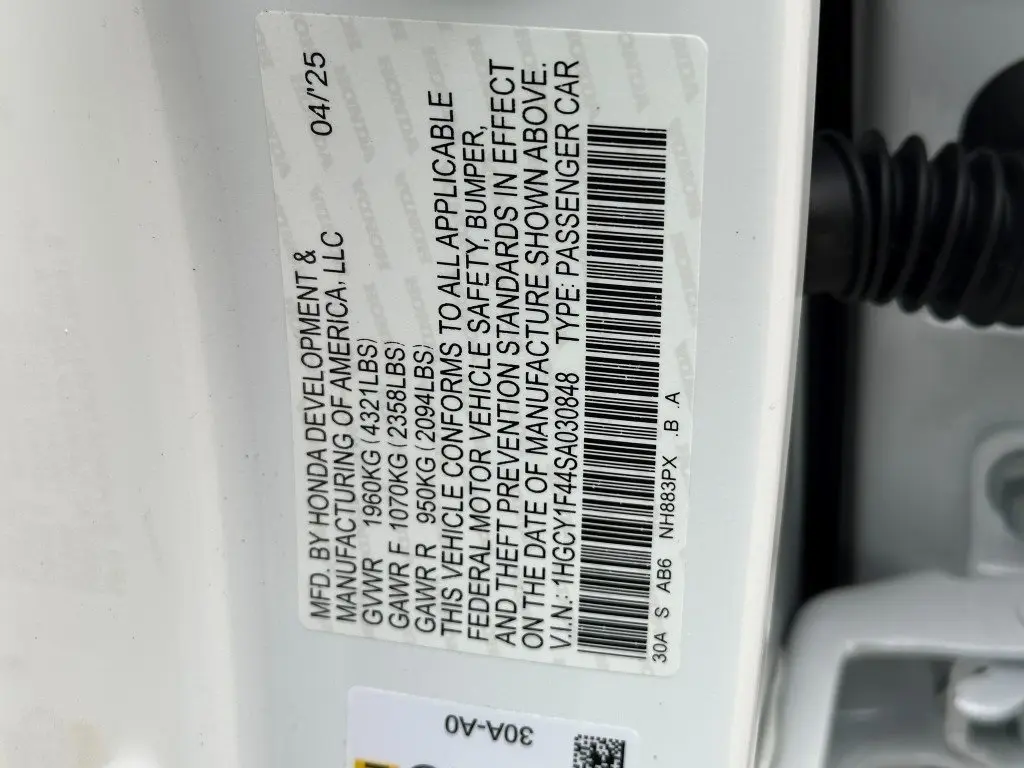 MFD. BY HONDA DEVELOPMENT & 04/'25
MANUFACTURING OF AMERICA, LLC
GVWR 1960KG (4321LBS)
GAWR F 1070KG (2358LBS)
GAWR R 950KG (2094LBS)
THIS VEHICLE CONFORMS TO ALL APPLICABLE
FEDERAL MOTOR VEHICLE SAFETY, BUMPER,
AND THEFT PREVENTION STANDARDS IN EFFECT
ON THE DATE OF MANUFACTURE SHOWN ABOVE.
V.I.N.: 1HGCY1F44SA030848 TYPE: PASSENGER CAR
30A S AB6 NH883PX .B .A
30A-A0